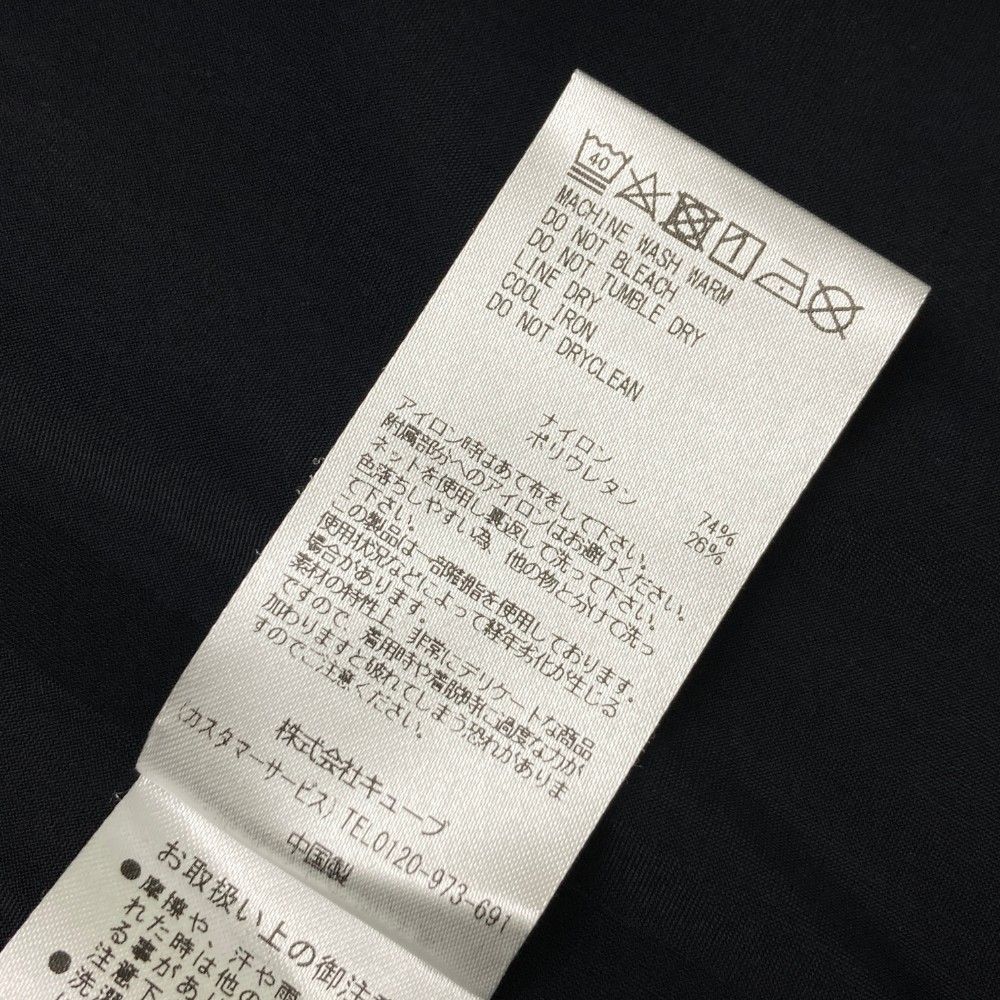 40
MACHINE WASH WARM
DO NOT BLEACH
DO NOT TUMBLE DRY
LINE DRY
COOL IRON
DO NOT DRYCLEAN
ナイロン 74%
ポリウレタン 26%
アイロン時はあて布をして下さい。
附属部分へのアイロンはお避けください。
ネットを使用し裏返して洗って下さい。
色落ちしやすい為、他の物と分けて洗っ
て下さい。
この製品は一部樹脂を使用しております。
使用状況などによって経年劣化が生じる
場合があります。
素材の特性上、非常にデリケートな商品
ですので、着用時や着脱時に過度な力が
加わりますと破れてしまう恐れがありま
すのでご注意ください。
株式会社キューブ
(カスタマーサービス) TEL0120-973-691
中国製
お取扱い上の御注意
●摩擦や、汗や雨
れた時は他の
る事があり
注意下
●洗濯